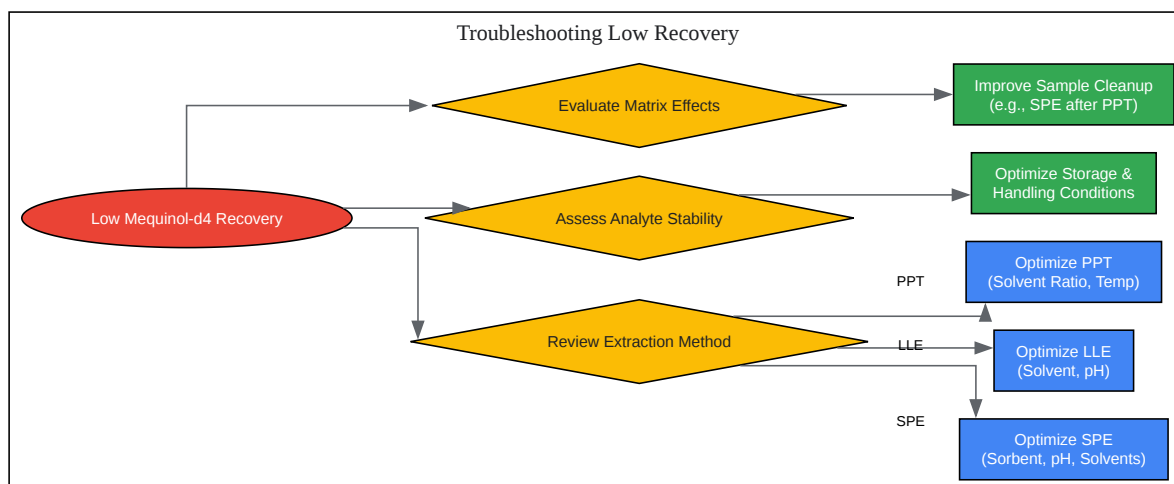 Troubleshooting Low Recovery
Evaluate Matrix Effects
Improve Sample Cleanup
(e.g., SPE after PPT)
Low Mequinol-d4 Recovery
Assess Analyte Stability
Optimize Storage &
Handling Conditions
Review Extraction Method
PPT
Optimize PPT
(Solvent Ratio, Temp)
LLE
Optimize LLE
(Solvent, pH)
SPE
Optimize SPE
(Sorbent, pH, Solvents)